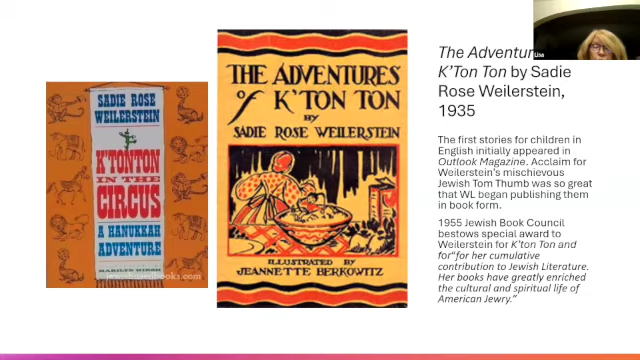 SADIE ROSE
WEILERSTEIN
K'TONTON
IN THE
CIRCUS
A HANUKKAH
ADVENTURE
MARILYN HIRSH
THE ADVENTURES
of K'TON TON
BY
SADIE ROSE WEILERSTEIN
ILLUSTRATED BY
JEANNETTE BERKOWITZ
Lisa
The Adventur
K'Ton Ton by Sadie
Rose Weilerstein,
1935
The first stories for children in
English initially appeared in
Outlook Magazine. Acclaim for
Weilerstein's mischievous
Jewish Tom Thumb was so great
that WL began publishing them
in book form.
1955 Jewish Book Council
bestows special award to
Weilerstein for K'ton Ton and
for"for her cumulative
contribution to Jewish Literature.
Her books have greatly enriched
the cultural and spiritual life of
American Jewry."